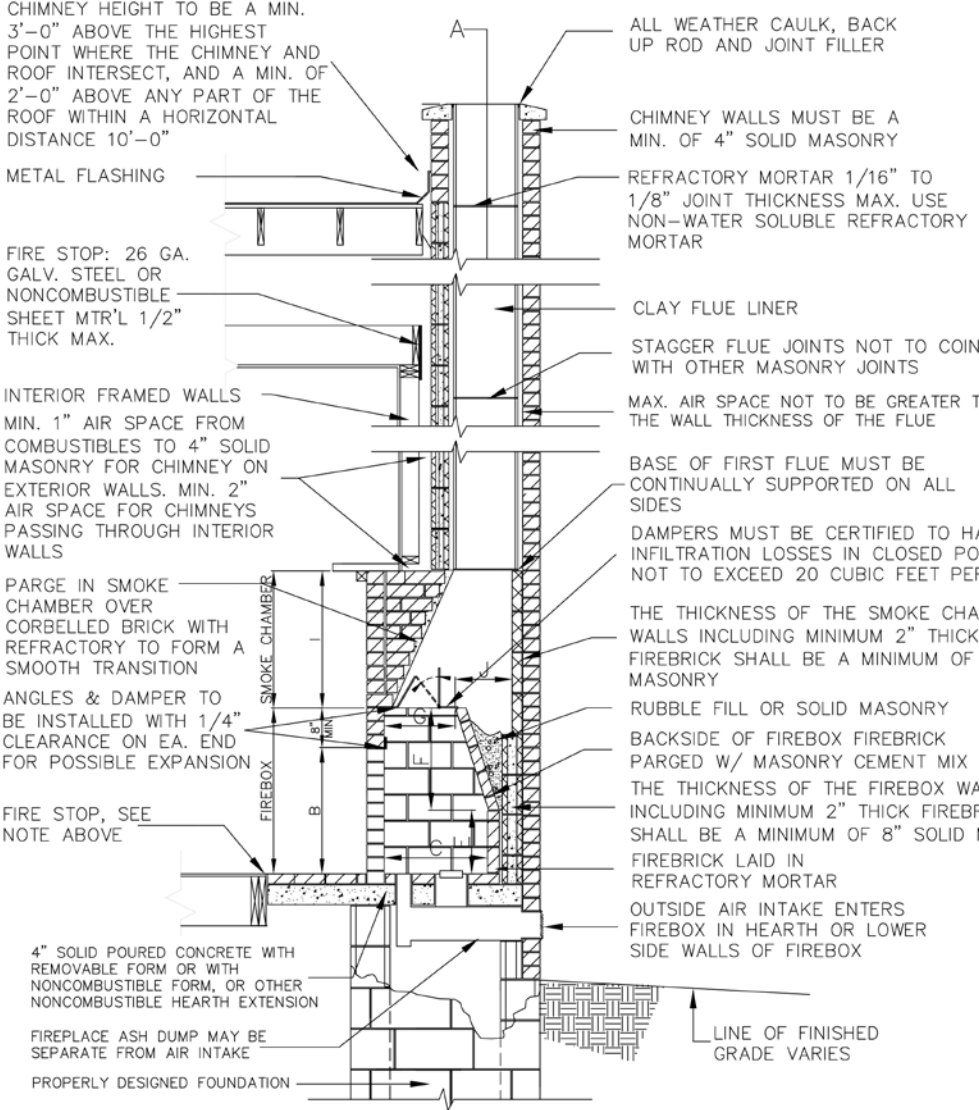 CHIMNEY HEIGHT TO BE A MIN.
3'-0" ABOVE THE HIGHEST
POINT WHERE THE CHIMNEY AND
ROOF INTERSECT, AND A MIN. OF
2'-0" ABOVE ANY PART OF THE
ROOF WITHIN A HORIZONTAL
DISTANCE 10'-0"
METAL FLASHING
FIRE STOP: 26 GA.
GALV. STEEL OR
NONCOMBUSTIBLE
SHEET MTR'L 1/2"
THICK MAX.
INTERIOR FRAMED WALLS
MIN. 1" AIR SPACE FROM
COMBUSTIBLES TO 4" SOLID
MASONRY FOR CHIMNEY ON
EXTERIOR WALLS. MIN. 2"
AIR SPACE FOR CHIMNEYS
PASSING THROUGH INTERIOR
WALLS
PARGE IN SMOKE
CHAMBER OVER
CORBELLED BRICK WITH
REFRACTORY TO FORM A
SMOOTH TRANSITION
ANGLES & DAMPER TO
BE INSTALLED WITH 1/4"
CLEARANCE ON EA. END
FOR POSSIBLE EXPANSION
FIRE STOP, SEE
NOTE ABOVE
4" SOLID POURED CONCRETE WITH
REMOVABLE FORM OR WITH
NONCOMBUSTIBLE FORM, OR OTHER
NONCOMBUSTIBLE HEARTH EXTENSION
FIREPLACE ASH DUMP MAY BE
SEPARATE FROM AIR INTAKE
PROPERLY DESIGNED FOUNDATION
A
SMOKE CHAMBER
I
J
G
8"
MIN
F
FIREBOX
B
C
E
ALL WEATHER CAULK, BACK
UP ROD AND JOINT FILLER
CHIMNEY WALLS MUST BE A
MIN. OF 4" SOLID MASONRY
REFRACTORY MORTAR 1/16" TO
1/8" JOINT THICKNESS MAX. USE
NON-WATER SOLUBLE REFRACTORY
MORTAR
CLAY FLUE LINER
STAGGER FLUE JOINTS NOT TO COIN
WITH OTHER MASONRY JOINTS
MAX. AIR SPACE NOT TO BE GREATER T
THE WALL THICKNESS OF THE FLUE
BASE OF FIRST FLUE MUST BE
CONTINUALLY SUPPORTED ON ALL
SIDES
DAMPERS MUST BE CERTIFIED TO HA
INFILTRATION LOSSES IN CLOSED PO
NOT TO EXCEED 20 CUBIC FEET PER
THE THICKNESS OF THE SMOKE CHA
WALLS INCLUDING MINIMUM 2" THICK
FIREBRICK SHALL BE A MINIMUM OF
MASONRY
RUBBLE FILL OR SOLID MASONRY
BACKSIDE OF FIREBOX FIREBRICK
PARGED W/ MASONRY CEMENT MIX
THE THICKNESS OF THE FIREBOX WA
INCLUDING MINIMUM 2" THICK FIREB
SHALL BE A MINIMUM OF 8" SOLID
FIREBRICK LAID IN
REFRACTORY MORTAR
OUTSIDE AIR INTAKE ENTERS
FIREBOX IN HEARTH OR LOWER
SIDE WALLS OF FIREBOX
LINE OF FINISHED
GRADE VARIES